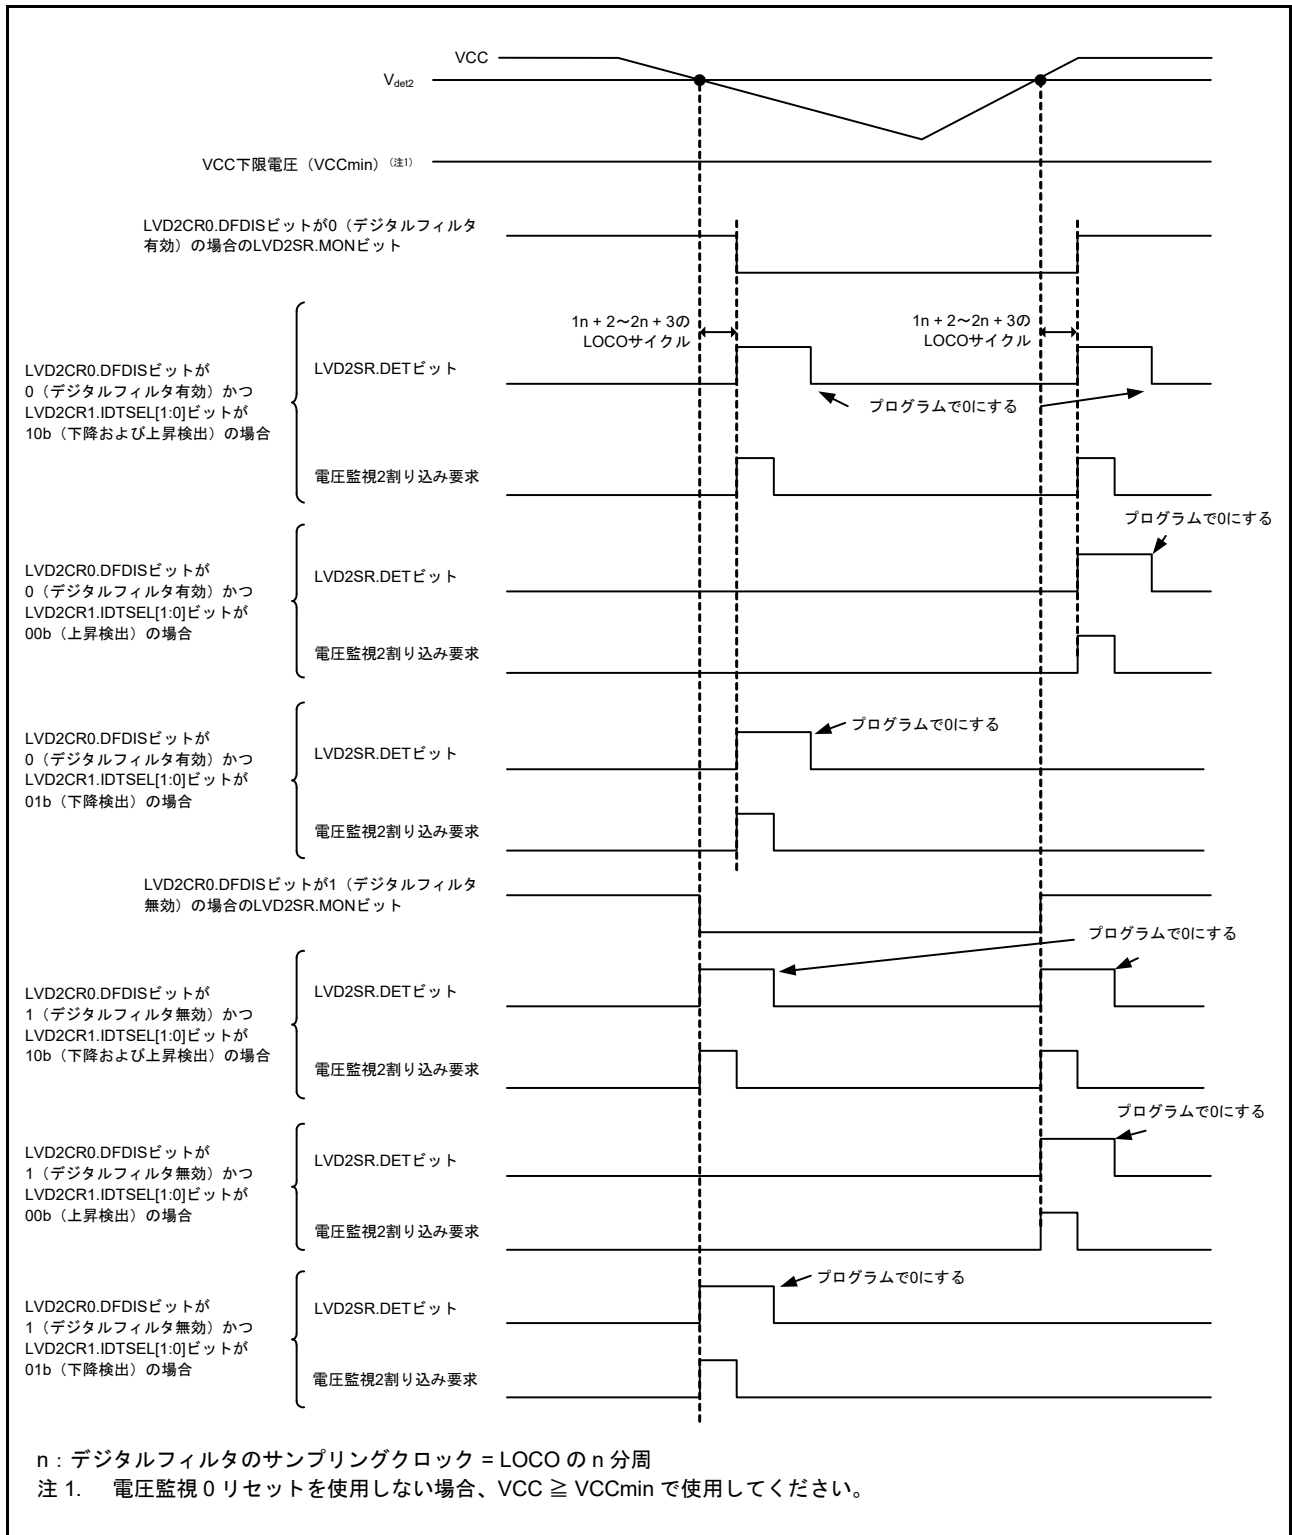 VCC
Vdet2
VCC下限電圧（VCCmin）（注1）
LVD2CR0.DFDISビットが0（デジタルフィルタ
有効）の場合のLVD2SR.MONビット
1n + 2～2n + 3の
LOCOサイクル
1n + 2～2n + 3の
LOCOサイクル
LVD2CR0.DFDISビットが
0（デジタルフィルタ有効）かつ
LVD2CR1.IDTSEL[1:0]ビットが
10b（下降および上昇検出）の場合
LVD2SR.DETビット
プログラムで0にする
電圧監視2割り込み要求
プログラムで0にする
LVD2CR0.DFDISビットが
0（デジタルフィルタ有効）かつ
LVD2CR1.IDTSEL[1:0]ビットが
00b（上昇検出）の場合
LVD2SR.DETビット
電圧監視2割り込み要求
プログラムで0にする
LVD2CR0.DFDISビットが
0（デジタルフィルタ有効）かつ
LVD2CR1.IDTSEL[1:0]ビットが
01b（下降検出）の場合
LVD2SR.DETビット
電圧監視2割り込み要求
LVD2CR0.DFDISビットが1（デジタルフィルタ
無効）の場合のLVD2SR.MONビット
プログラムで0にする
LVD2CR0.DFDISビットが
1（デジタルフィルタ無効）かつ
LVD2CR1.IDTSEL[1:0]ビットが
10b（下降および上昇検出）の場合
LVD2SR.DETビット
電圧監視2割り込み要求
プログラムで0にする
LVD2CR0.DFDISビットが
1（デジタルフィルタ無効）かつ
LVD2CR1.IDTSEL[1:0]ビットが
00b（上昇検出）の場合
LVD2SR.DETビット
電圧監視2割り込み要求
プログラムで0にする
LVD2CR0.DFDISビットが
1（デジタルフィルタ無効）かつ
LVD2CR1.IDTSEL[1:0]ビットが
01b（下降検出）の場合
LVD2SR.DETビット
電圧監視2割り込み要求
n：デジタルフィルタのサンプリングクロック = LOCO の n 分周
注 1. 電圧監視 0 リセットを使用しない場合、VCC ≧ VCCmin で使用してください。